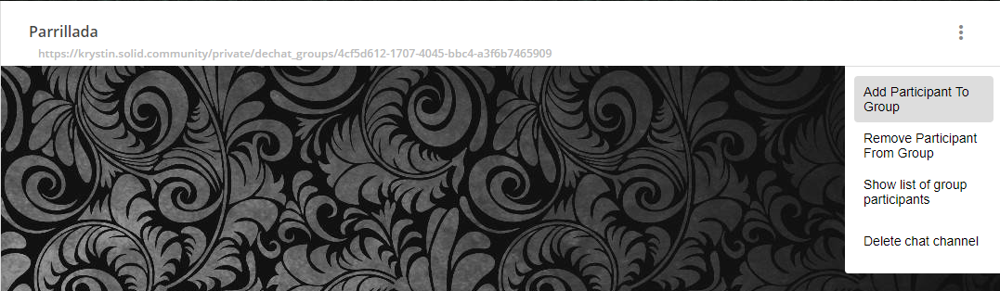 Parrillada
https://krystin.solid.community/private/dechat_groups/4cf5d612-1707-4045-bbc4-a3f6b7465909
Add Participant To
Group
Remove Participant
From Group
Show list of group
participants
Delete chat channel